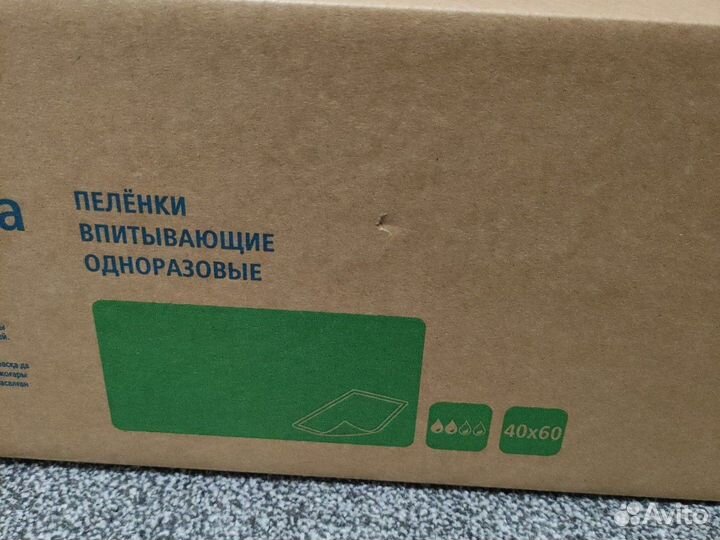 а
ПЕЛЁНКИ
ВПИТЫВАЮЩИЕ
ОДНОРАЗОВЫЕ
40x60
Avito